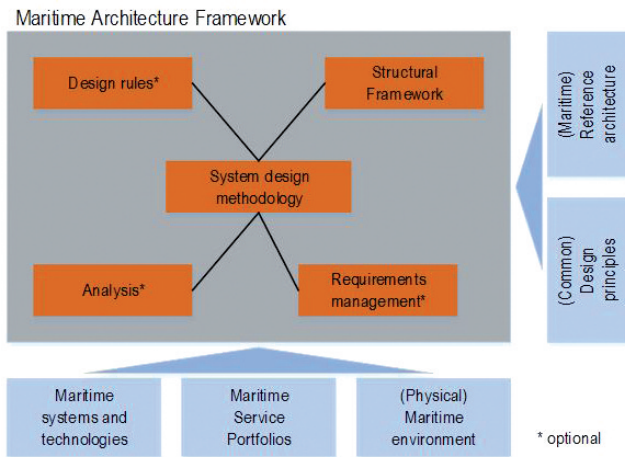 Maritime Architecture Framework
Design rules*
Structural
Framework
System design
methodology
Analysis*
Requirements
management*
(Maritime)
Reference
architecture
(Common)
Design
principles
Maritime
systems and
technologies
Maritime
Service
Portfolios
(Physical)
Maritime
environment
* optional